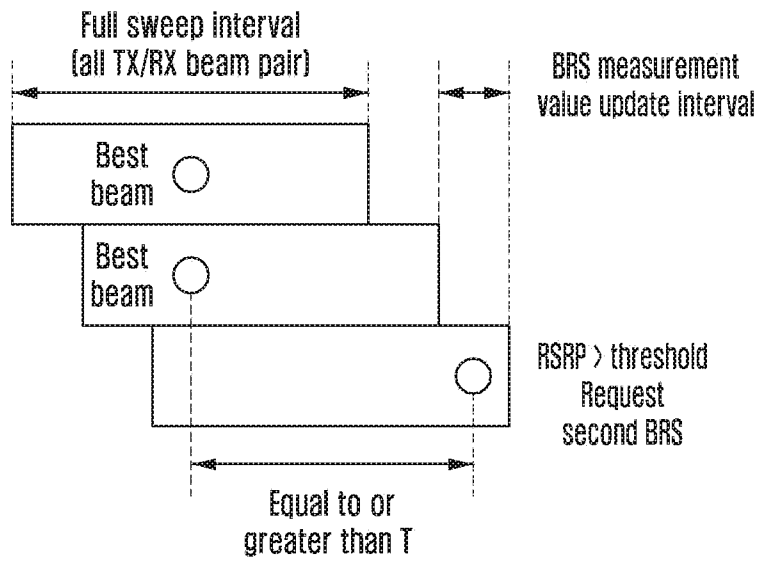 Full sweep interval
(all TX/RX beam pair)
BRS measurement
value update interval
Best
beam
Best
beam
RSRP > threshold
Request
second BRS
Equal to or
greater than T